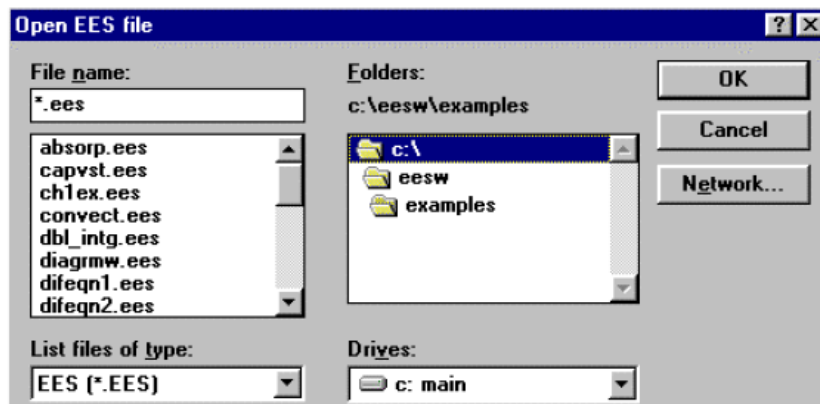 Open EES file
File name:
*.ees
absorp.ees
capvst.ees
ch1ex.ees
convect.ees
dbl_intg.ees
diagrmw.ees
difeqn1.ees
difeqn2.ees
List files of type:
EES (*.EES)
Folders:
c:\eesw\examples
c:\
eesw
examples
Drives:
c: main
OK
Cancel
Network...